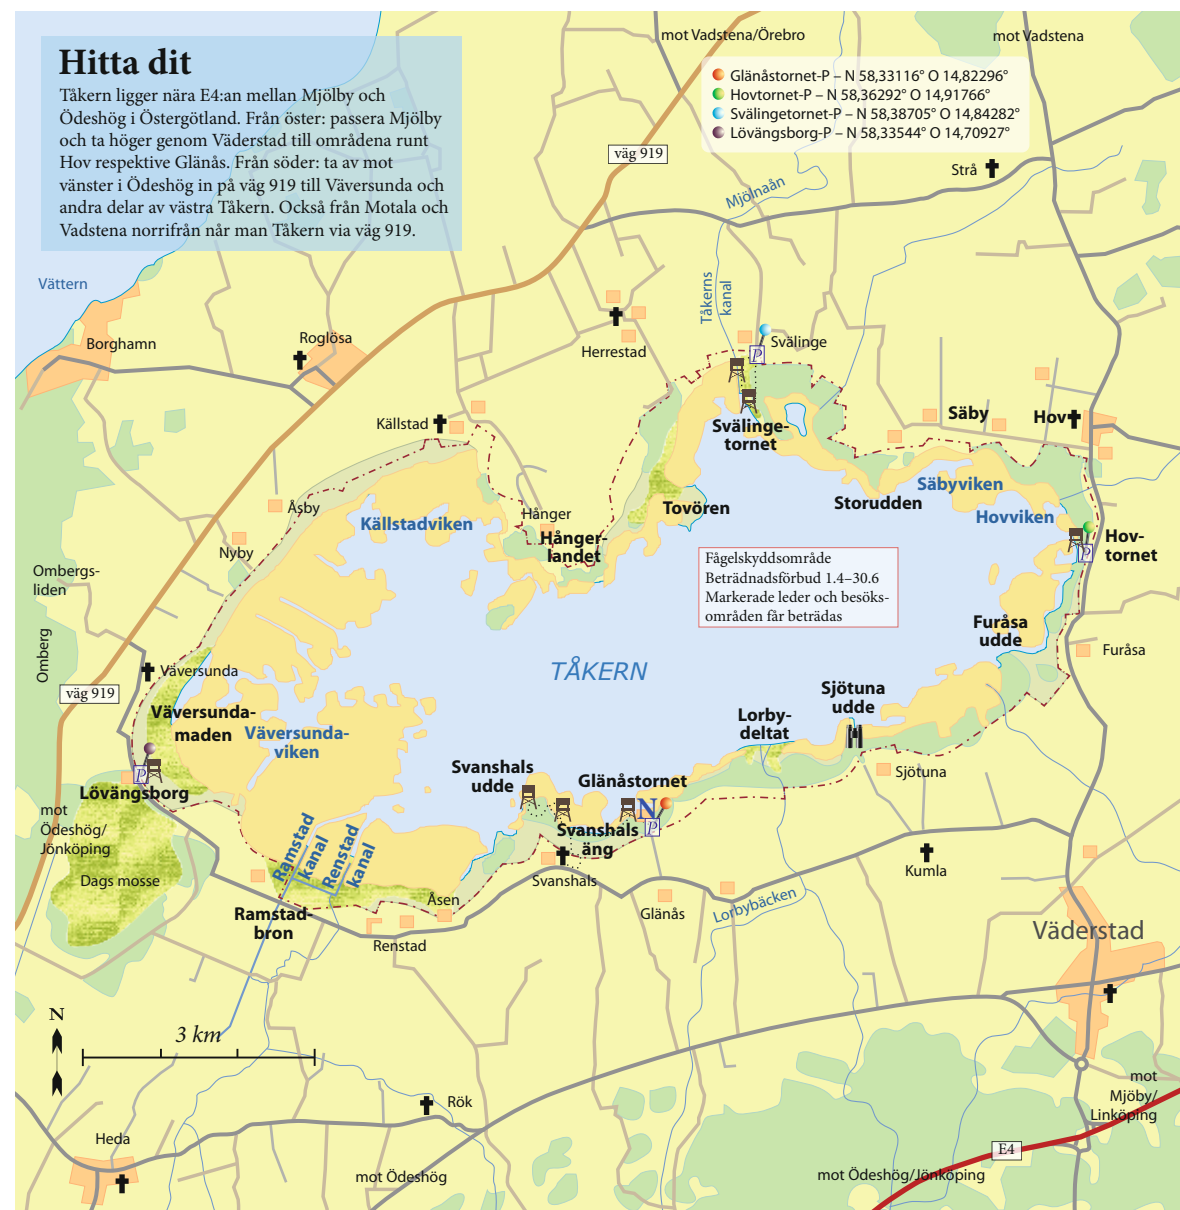 Hitta dit
Tåkern ligger nära E4:an mellan Mjölby och
Ödeshög i Östergötland. Från öster: passera Mjölby
och ta höger genom Väderstad till områdena runt
Hov respektive Glänås. Från söder: ta av mot
vänster i Ödeshög in på väg 919 till Väversunda och
andra delar av västra Tåkern. Också från Motala och
Vadstena norrifrån når man Tåkern via väg 919.
mot Vadstena/Örebro
mot Vadstena
Glänåstornet-P – N 58,33116° O 14,82296°
Hovtornet-P – N 58,36292° O 14,91766°
Svälingetornet-P – N 58,38705° O 14,84282°
Lövängsborg-P – N 58,33544° O 14,70927°
väg 919
Strå
Mjölnaån
Vättern
Tåkerns
kanal
Borghamn
Roglösa
Herrestad
Svälinge
P
Källstad
Svälinge-
tornet
Säby
Hov
Åsby
Källstadviken
Hånger
Hånger-
landet
Tovören
Storudden
Säbyviken
Hovviken
Hov-
tornet
P
Nyby
Ombergs-
liden
Omberg
Fågelskyddsområde
Beträdnadsförbud 1.4–30.6
Markerade leder och besöks-
områden får beträdas
Furåsa
udde
Furåsa
TÅKERN
Väversunda
väg 919
Väversunda-
maden
Väversunda-
viken
Sjötuna
udde
Lorby-
deltat
P
Lövängsborg
Svanshals
udde
Glänåstornet
N
P
Sjötuna
mot
Ödeshög/
Jönköping
Svanshals
äng
Ramstad
kanal
Renstad
kanal
Dags mosse
Svanshals
Kumla
Åsen
Glänås
Lorbybäcken
Ramstad-
bron
Renstad
Väderstad
N
3 km
mot
Mjöby/
Linköping
Rök
Heda
E4
mot Ödeshög
mot Ödeshög/Jönköping